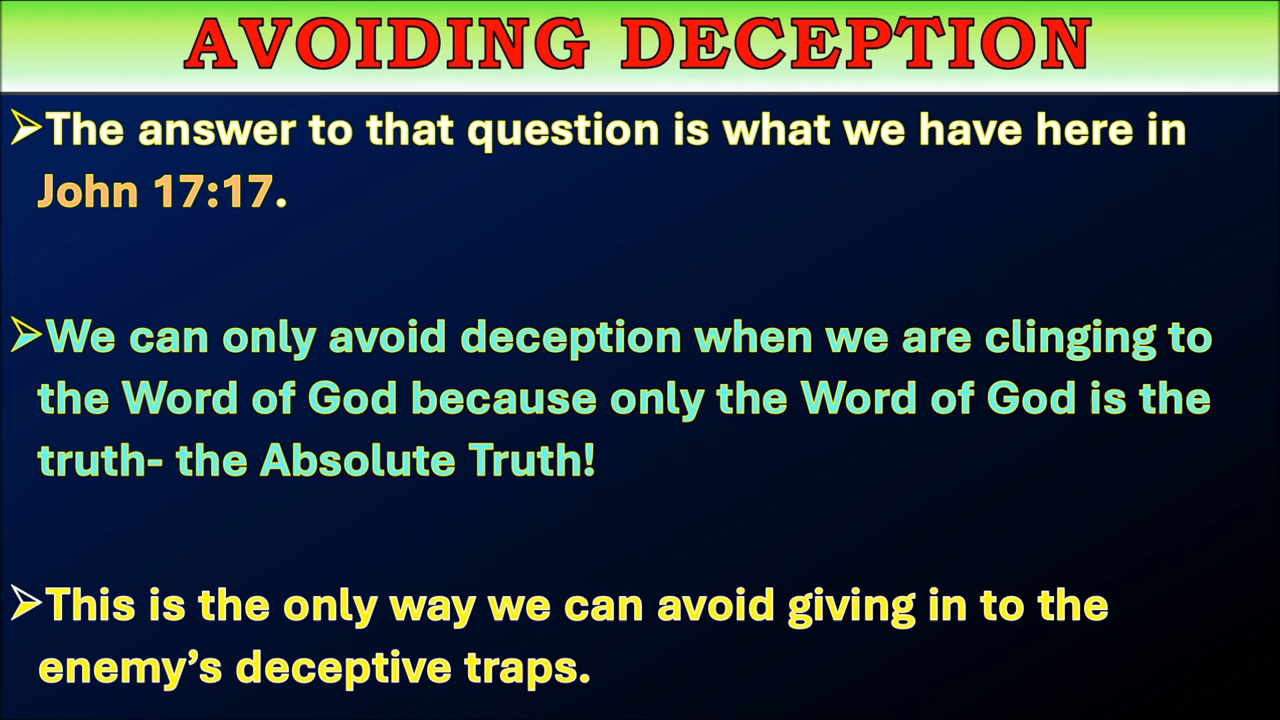 AVOIDING DECEPTION
➢The answer to that question is what we have here in
John 17:17.
➢We can only avoid deception when we are clinging to
the Word of God because only the Word of God is the
truth- the Absolute Truth!
➢This is the only way we can avoid giving in to the
enemy’s deceptive traps.